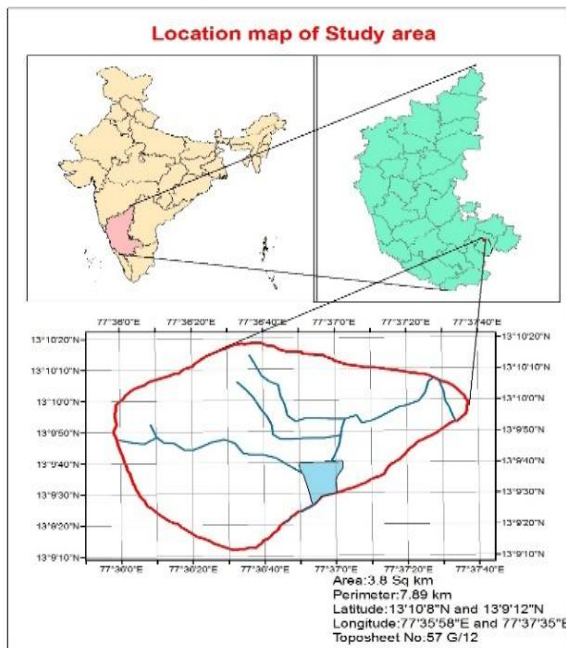 Location map of Study area
77°36'0"E 77°36'20"E 77°36'40"E 77°37'0"E 77°37'20"E 77°37'40"E
13°10'20"N 13°10'20"N
13°10'10"N 13°10'10"N
13°10'0"N 13°10'0"N
13°9'50"N 13°9'50"N
13°9'40"N 13°9'40"N
13°9'30"N 13°9'30"N
13°9'20"N 13°9'20"N
13°9'10"N 13°9'10"N
77°36'0"E 77°36'20"E 77°36'40"E 77°37'0"E 77°37'20"E 77°37'40"E
Area:3.8 Sq km
Perimeter:7.89 km
Latitude:13°10'8"N and 13°9'12"N
Longitude:77°35'58"E and 77°37'35"E
Toposheet No:57 G/12